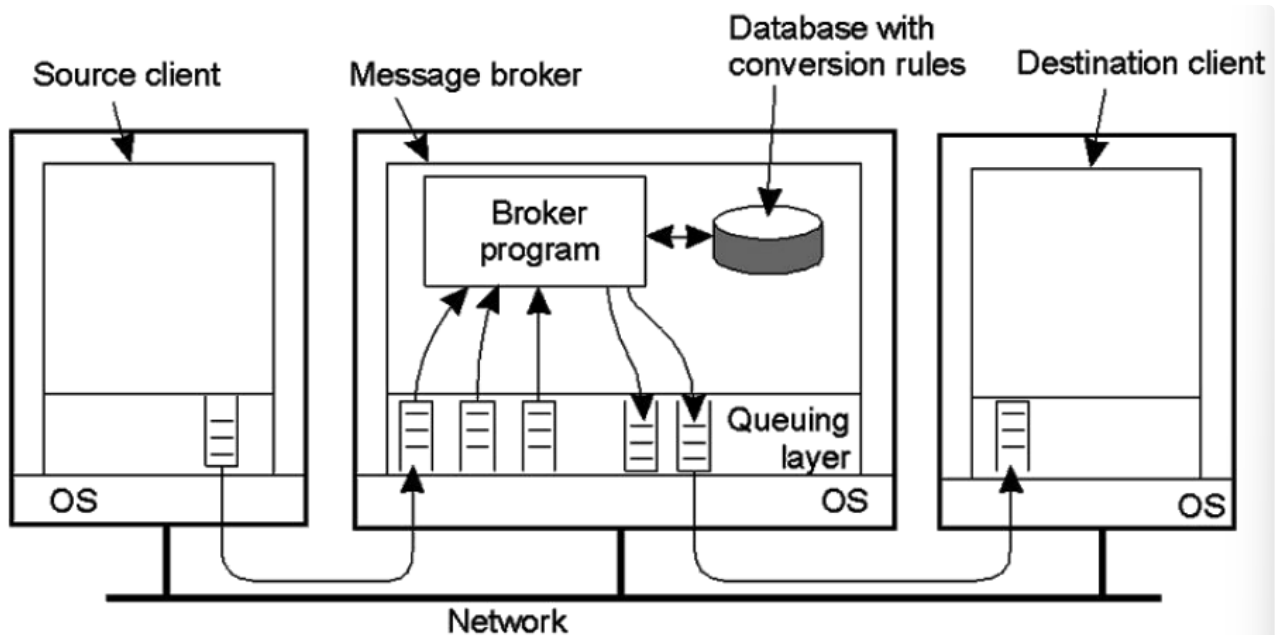 Source client
Message broker
Database with
conversion rules
Destination client
Broker
program
Queuing
layer
OS
OS
OS
Network